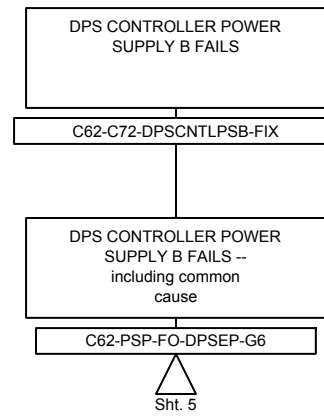 DPS CONTROLLER POWER
SUPPLY B FAILS
C62-C72-DPSCNTLPSB-FIX
DPS CONTROLLER POWER
SUPPLY B FAILS --
including common
cause
C62-PSP-FO-DPSEP-G6
Sht. 5